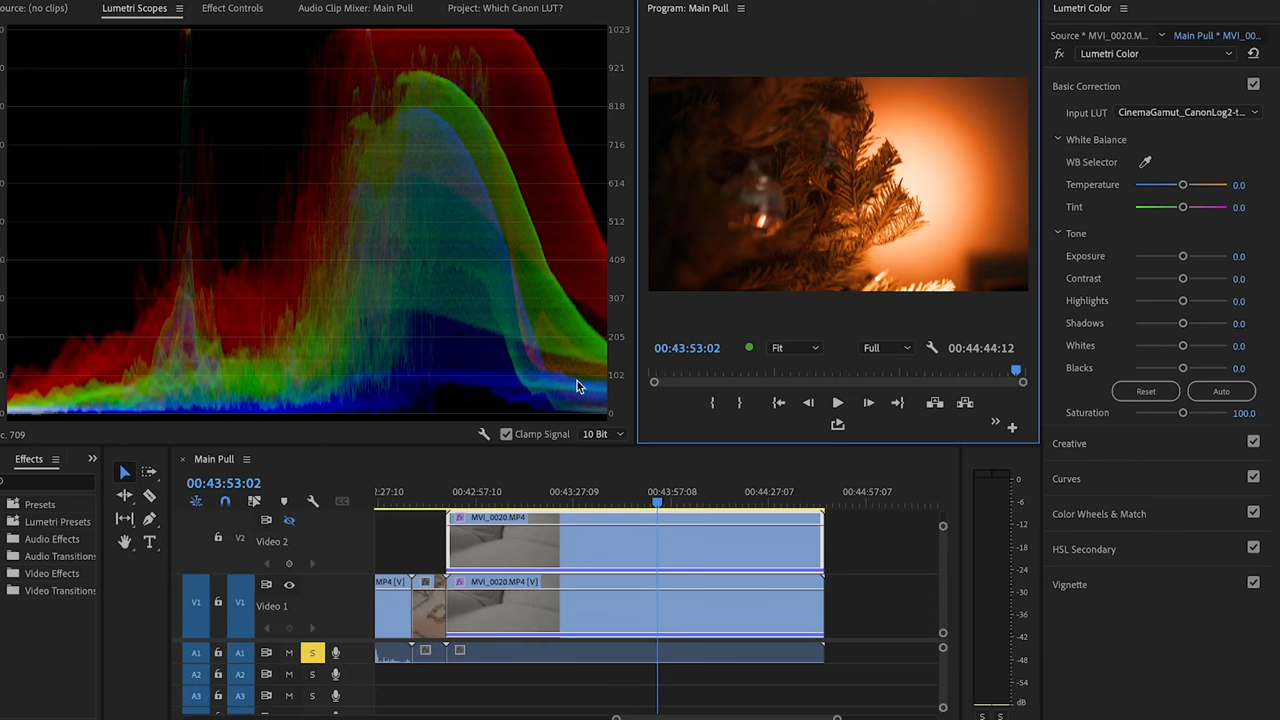 ource: (no clips)
Lumetri Scopes
Effect Controls
Audio Clip Mixer: Main Pull
Project: Which Canon LUT?
1023
921
818
716
614
512
409
307
205
102
0
c. 709
Clamp Signal
10 Bit
Program: Main Pull
00:43:53:02
Fit
Full
00:44:44:12
Lumetri Color
Source * MVI_0020.M...
Main Pull * MVI_00...
fx
Lumetri Color
Basic Correction
Input LUT
CinemaGamut_CanonLog2-t...
White Balance
WB Selector
Temperature
0.0
Tint
0.0
Tone
Exposure
0.0
Contrast
0.0
Highlights
0.0
Shadows
0.0
Whites
0.0
Blacks
0.0
Reset
Auto
Saturation
100.0
Creative
Curves
Color Wheels & Match
HSL Secondary
Vignette
Effects
Presets
Lumetri Presets
Audio Effects
Audio Transitions
Video Effects
Video Transitions
Main Pull
00:43:53:02
2:27:10
00:42:57:10
00:43:27:09
00:43:57:08
00:44:27:07
00:44:57:07
V2
Video 2
fx
MVI_0020.MP4
V1
V1
Video 1
MP4 [V]
fx
fx
MVI_0020.MP4 [V]
A1
A1
M
S
fx
fx
A2
A2
M
S
A3
A3
M
S
0
-6
-12
-18
-24
-30
-36
-42
-48
-54
dB
S
S